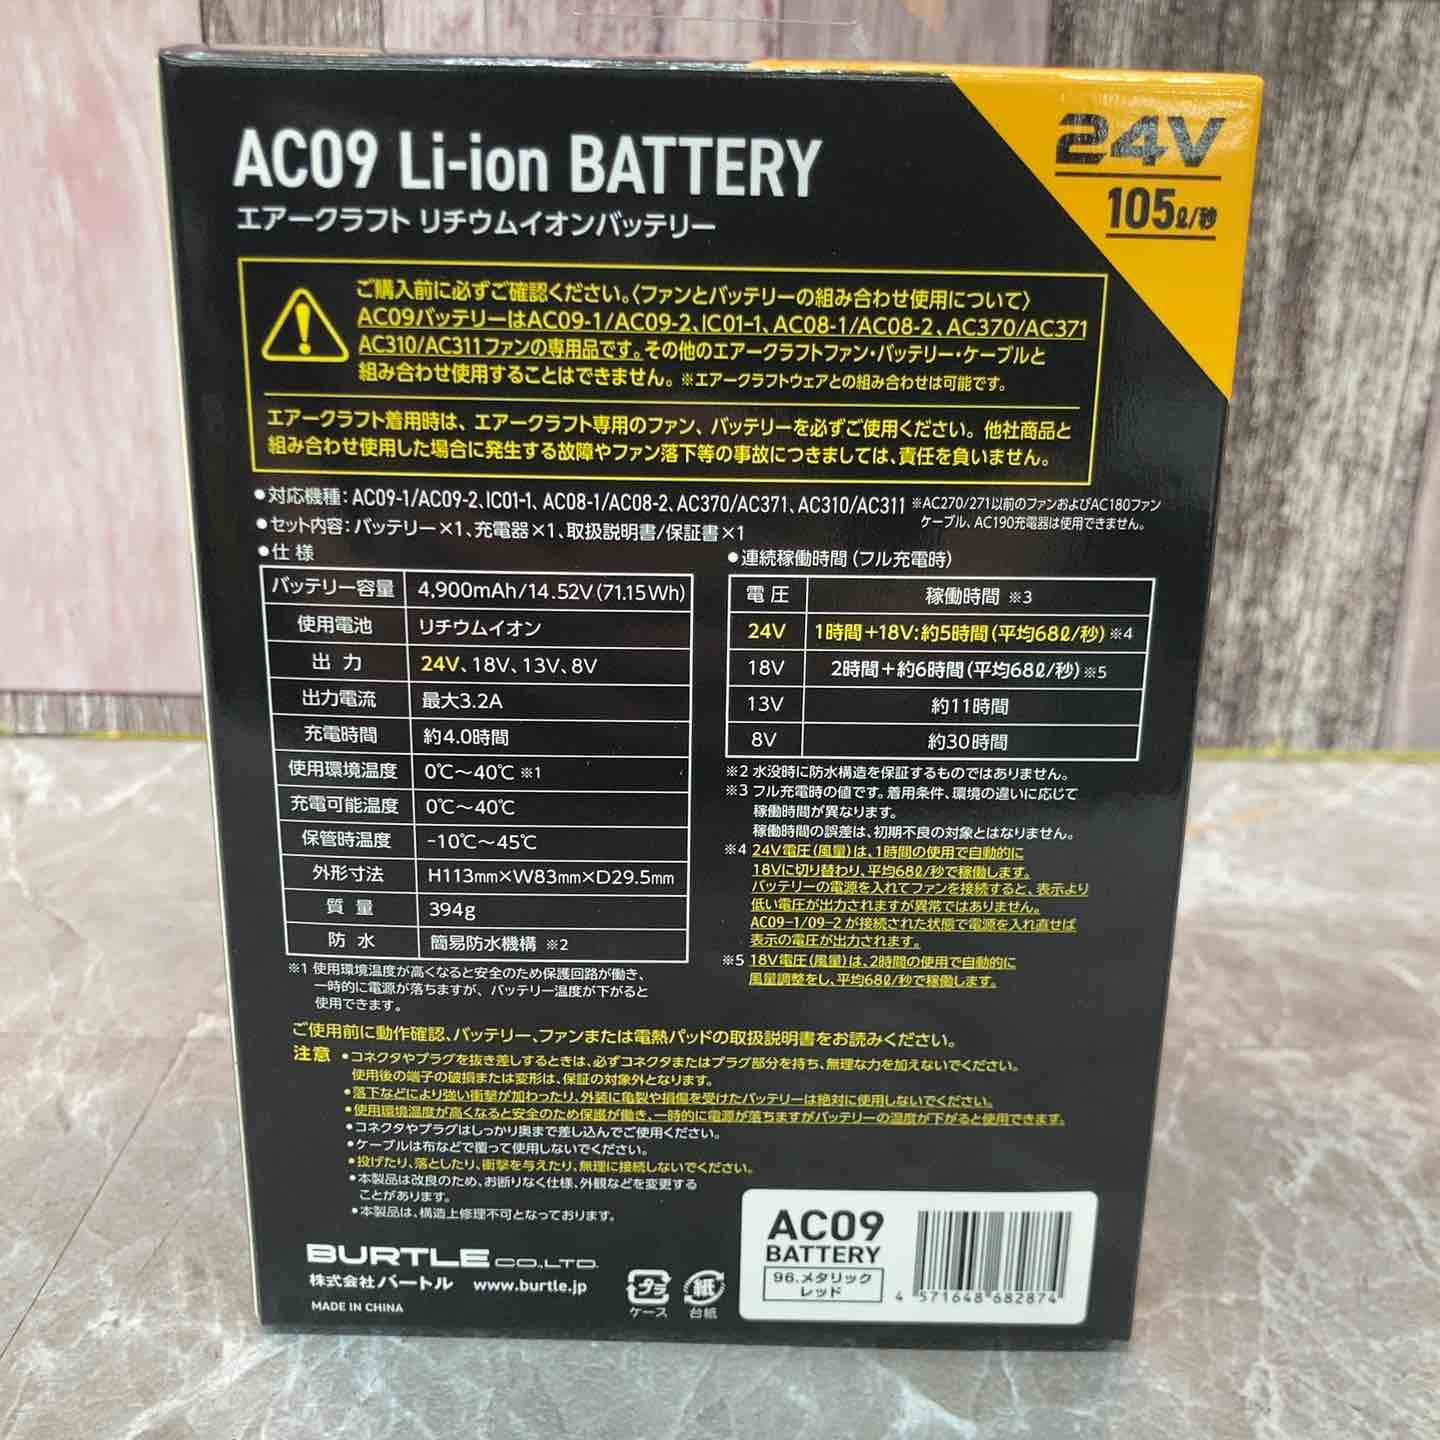 AC09 Li-ion BATTERY
エアークラフト リチウムイオンバッテリー
24V
105ℓ/秒
ご購入前に必ずご確認ください。〈ファンとバッテリーの組み合わせ使用について〉
AC09バッテリーはAC09-1/AC09-2、IC01-1、AC08-1/AC08-2、AC370/AC371
AC310/AC311ファンの専用品です。その他のエアークラフトファン・バッテリー・ケーブルと
組み合わせ使用することはできません。※エアークラフトウェアとの組み合わせは可能です。
エアークラフト着用時は、エアークラフト専用のファン、バッテリーを必ずご使用ください。他社商品と
組み合わせ使用した場合に発生する故障やファン落下等の事故につきましては、責任を負いません。
●対応機種：AC09-1/AC09-2、IC01-1、AC08-1/AC08-2、AC370/AC371、AC310/AC311 ※AC270/271以前のファンおよびAC180ファン
ケーブル、AC190充電器は使用できません。
●セット内容：バッテリー×1、充電器×1、取扱説明書/保証書×1
●仕様
バッテリー容量 4,900mAh/14.52V(71.15Wh)
使用電池 リチウムイオン
出力 24V、18V、13V、8V
出力電流 最大3.2A
充電時間 約4.0時間
使用環境温度 0℃～40℃ ※1
充電可能温度 0℃～40℃
保管時温度 -10℃～45℃
外形寸法 H113mm×W83mm×D29.5mm
質量 394g
防水 簡易防水機構 ※2
※1 使用環境温度が高くなると安全のため保護回路が働き、
一時的に電源が落ちますが、バッテリー温度が下がると
使用できます。
●連続稼働時間（フル充電時）
電圧 稼働時間 ※3
24V 1時間+18V：約5時間(平均68ℓ/秒)※4
18V 2時間+約6時間(平均68ℓ/秒)※5
13V 約11時間
8V 約30時間
※2 水没時に防水構造を保証するものではありません。
※3 フル充電時の値です。着用条件、環境の違いに応じて
稼働時間が異なります。
稼働時間の誤差は、初期不良の対象とはなりません。
※4 24V電圧(風量)は、1時間の使用で自動的に
18Vに切り替わり、平均68ℓ/秒で稼働します。
バッテリーの電源を入れてファンを接続すると、表示より
低い電圧が出力されますが異常ではありません。
AC09-1/09-2が接続された状態で電源を入れ直せば
表示の電圧が出力されます。
※5 18V電圧(風量)は、2時間の使用で自動的に
風量調整をし、平均68ℓ/秒で稼働します。
ご使用前に動作確認、バッテリー、ファンまたは電熱パッドの取扱説明書をお読みください。
注意 ●コネクタやプラグを抜き差しするときは、必ずコネクタまたはプラグ部分を持ち、無理な力を加えないでください。
使用後の端子の破損または変形は、保証の対象外となります。
●落下などにより強い衝撃が加わったり、外装に亀裂や損傷を受けたバッテリーは絶対に使用しないでください。
●使用環境温度が高くなると安全のため保護が働き、一時的に電源が落ちますがバッテリーの温度が下がると使用できます。
●コネクタやプラグはしっかり奥まで差し込んでご使用ください。
●ケーブルは布などで覆って使用しないでください。
●投げたり、落としたり、衝撃を与えたり、無理に接続しないでください。
●本製品は改良のため、お断りなく仕様、外観などを変更する
ことがあります。
●本製品は、構造上修理不可となっております。
BURTLE CO.,LTD.
株式会社バートル www.burtle.jp
MADE IN CHINA
プラ
ケース
紙
台紙
AC09
BATTERY
96.メタリック
レッド
4 571648 682874